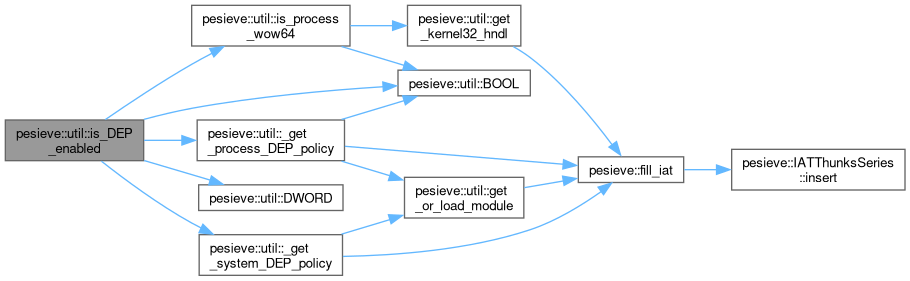 pesieve::util::is_DEP
_enabled
pesieve::util::is_process
_wow64
pesieve::util::get
_kernel32_hndl
pesieve::util::BOOL
pesieve::util::_get
_process_DEP_policy
pesieve::util::DWORD
pesieve::util::get
_or_load_module
pesieve::util::_get
_system_DEP_policy
pesieve::fill_iat
pesieve::IATThunksSeries
::insert